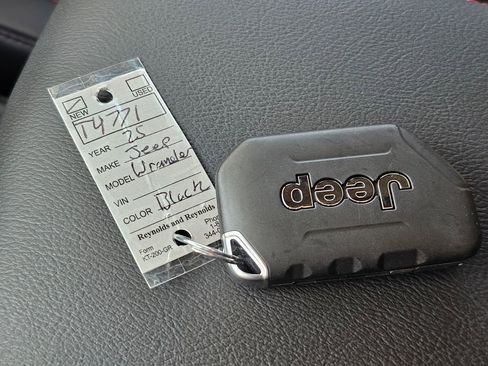 NEW USED
T4771
YEAR 25
MAKE Jeep
MODEL Wrangler
VIN
COLOR Black
Reynolds and Reynolds
Form
KT-200-GR
Jeep